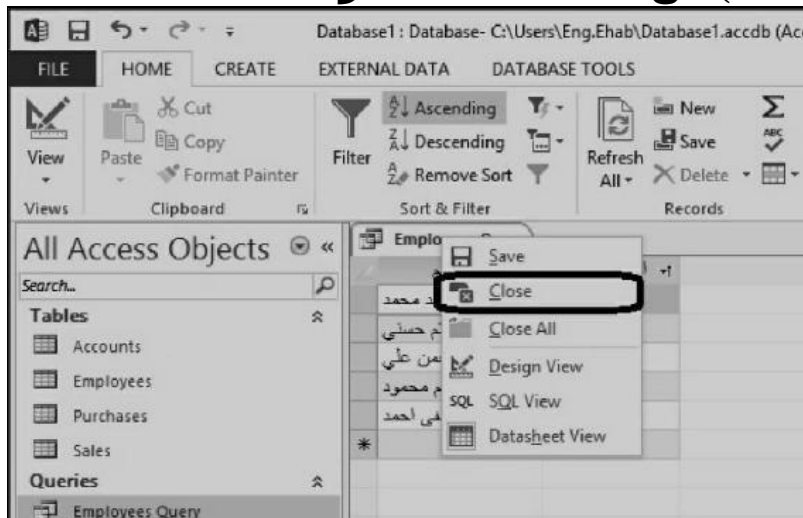 Database1 : Database- C:\Users\Eng.Ehab\Database1.accdb (Acc
FILE HOME CREATE EXTERNAL DATA DATABASE TOOLS
View
Paste
Cut
Copy
Format Painter
Filter
Ascending
Descending
Remove Sort
Refresh All
New
Save
Delete
Views Clipboard Sort & Filter Records
All Access Objects
Search...
Tables
Accounts
Employees
Purchases
Sales
Queries
Employees Query
Emplo
محمد
حسني
علي
محمود
احمد
Save
Close
Close All
Design View
SQL SQL View
Datasheet View